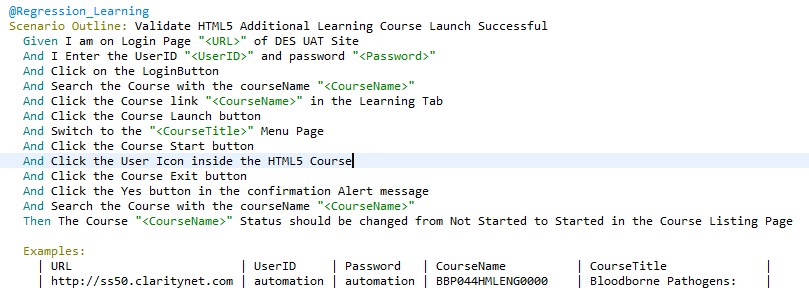 @Regression_Learning
Scenario Outline: Validate HTML5 Additional Learning Course Launch Successful
Given I am on Login Page "<URL>" of DES UAT Site
And I Enter the UserID "<UserID>" and password "<Password>"
And Click on the LoginButton
And Search the Course with the courseName "<CourseName>"
And Click the Course link "<CourseName>" in the Learning Tab
And Click the Course Launch button
And Switch to the "<CourseTitle>" Menu Page
And Click the Course Start button
And Click the User Icon inside the HTML5 Course
And Click the Course Exit button
And Click the Yes button in the confirmation Alert message
And Search the Course with the courseName "<CourseName>"
Then The Course "<CourseName>" Status should be changed from Not Started to Started in the Course Listing Page
Examples:
| URL | UserID | Password | CourseName | CourseTitle |
| http://ss50.claritynet.com | automation | automation | BBP044HMLENG0000 | Bloodborne Pathogens: |